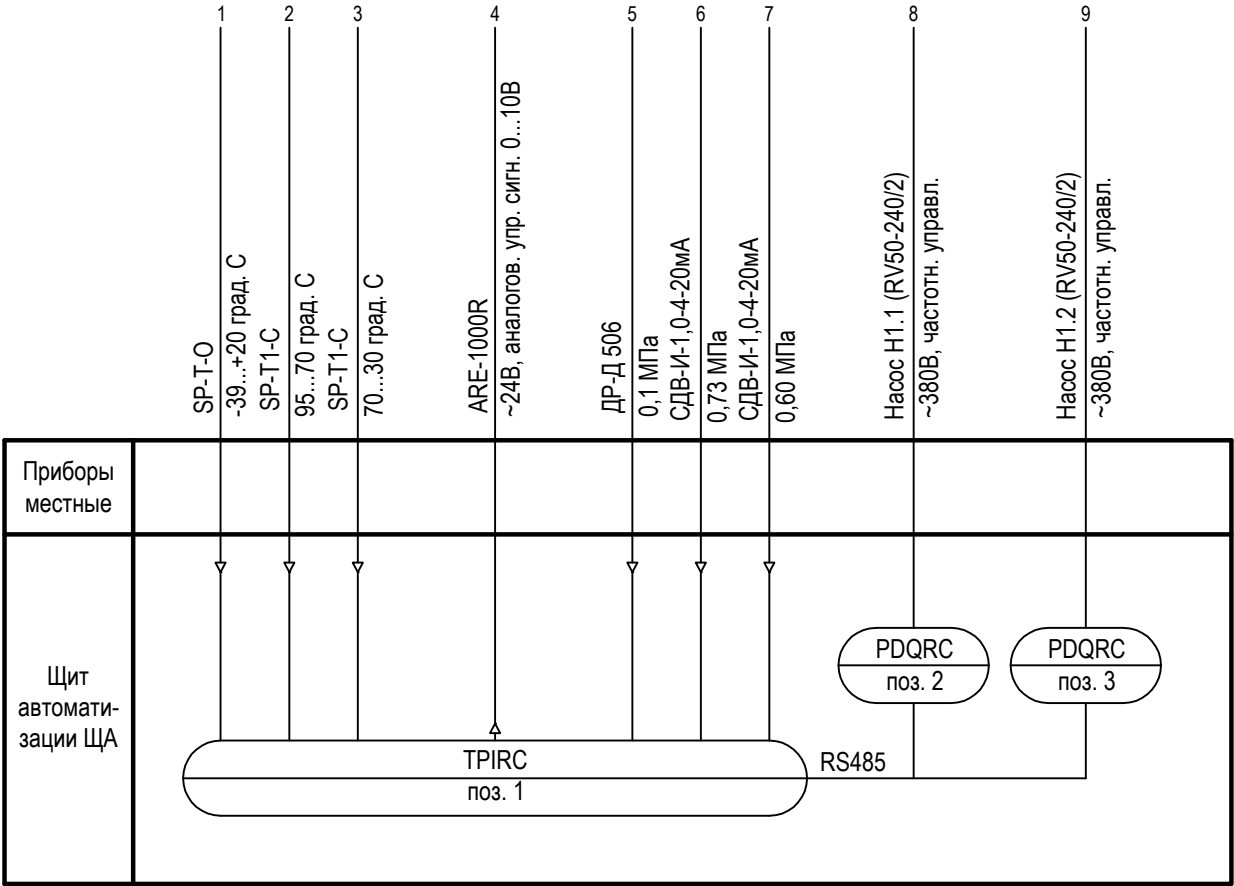 1
2
3
4
5
6
7
8
9
SP-T-O
-39...+20 град. С
SP-T1-C
95...70 град. С
SP-T1-C
70...30 град. С
ARE-1000R
~24В, аналогов. упр. сигн. 0...10В
ДР-Д 506
0,1 МПа
СДВ-И-1,0-4-20мА
0,73 МПа
СДВ-И-1,0-4-20мА
0,60 МПа
Насос Н1.1 (RV50-240/2)
~380В, частотн. управл.
Насос Н1.2 (RV50-240/2)
~380В, частотн. управл.
Приборы
местные
Щит
автомати-
зации ЩА
PDQRC
поз. 2
PDQRC
поз. 3
TPIRC
поз. 1
RS485